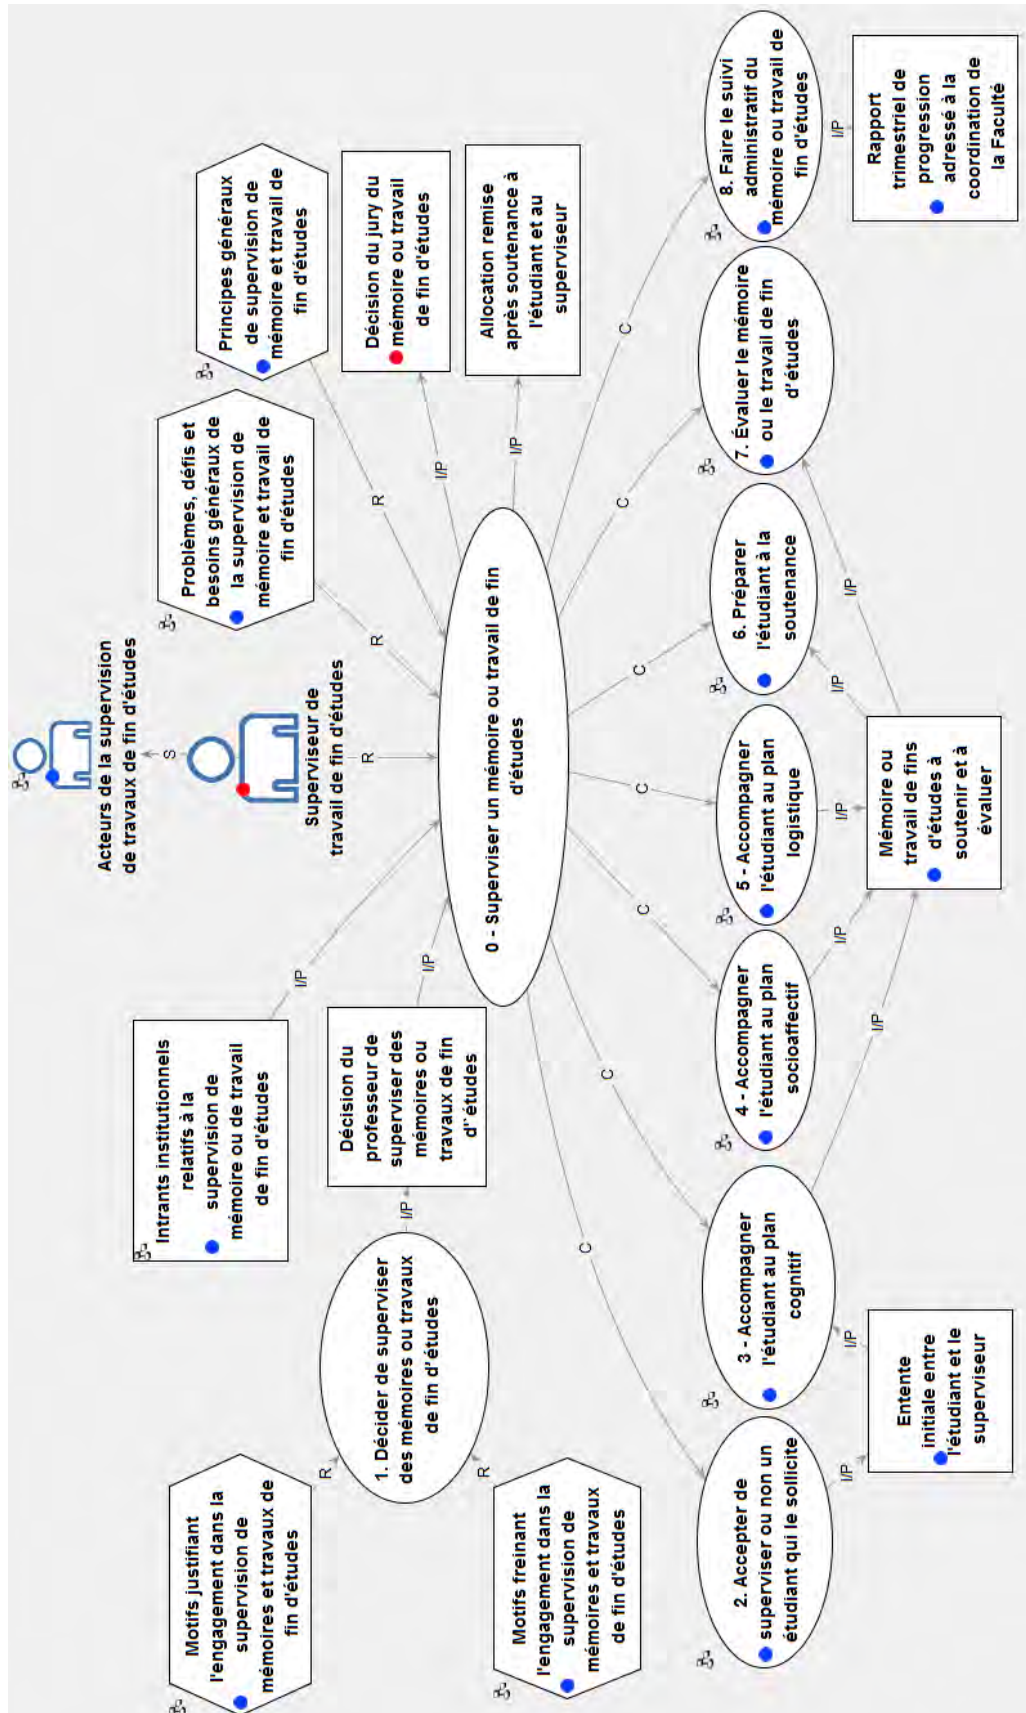 Acteurs de la supervision
de travaux de fin d'études
S
Superviseur de
travail de fin d'études
R
Motifs justifiant
l'engagement dans la
supervision de
mémoires et travaux de
fin d'études
R
Motifs freinant
l'engagement dans la
supervision de
mémoires et travaux
de fin d'études
R
1. Décider de superviser
des mémoires ou travaux
de fin d'études
I/P
Intrants institutionnels
relatifs à la
supervision de
mémoire ou de travail
de fin d'études
I/P
Décision du
professeur de
superviser des
mémoires ou
travaux de fin
d'études
I/P
Problèmes, défis et
besoins généraux de
la supervision de
mémoire et travail de
fin d'études
R
Principes généraux
de supervision de
mémoire et travail de
fin d'études
R
Décision du jury du
mémoire ou travail
de fin d'études
I/P
Allocation remise
après soutenance à
l'étudiant et au
superviseur
I/P
0 - Superviser un mémoire ou travail de fin
d'études
C
C
C
C
C
C
C
2. Accepter de
superviser ou non un
étudiant qui le sollicite
I/P
3 - Accompagner
l'étudiant au plan
cognitif
I/P
4 - Accompagner
l'étudiant au plan
socioaffectif
I/P
5 - Accompagner
l'étudiant au plan
logistique
I/P
6. Préparer
l'étudiant à la
soutenance
I/P
7. Évaluer le mémoire
ou le travail de fin
d'études
I/P
8. Faire le suivi
administratif du
mémoire ou travail de
fin d'études
I/P
Entente
initiale entre
l'étudiant et le
superviseur
I/P
Mémoire ou
travail de fins
d'études à
soutenir et à
évaluer
Rapport
trimestriel de
progression
adressé à la
coordination de
la Faculté